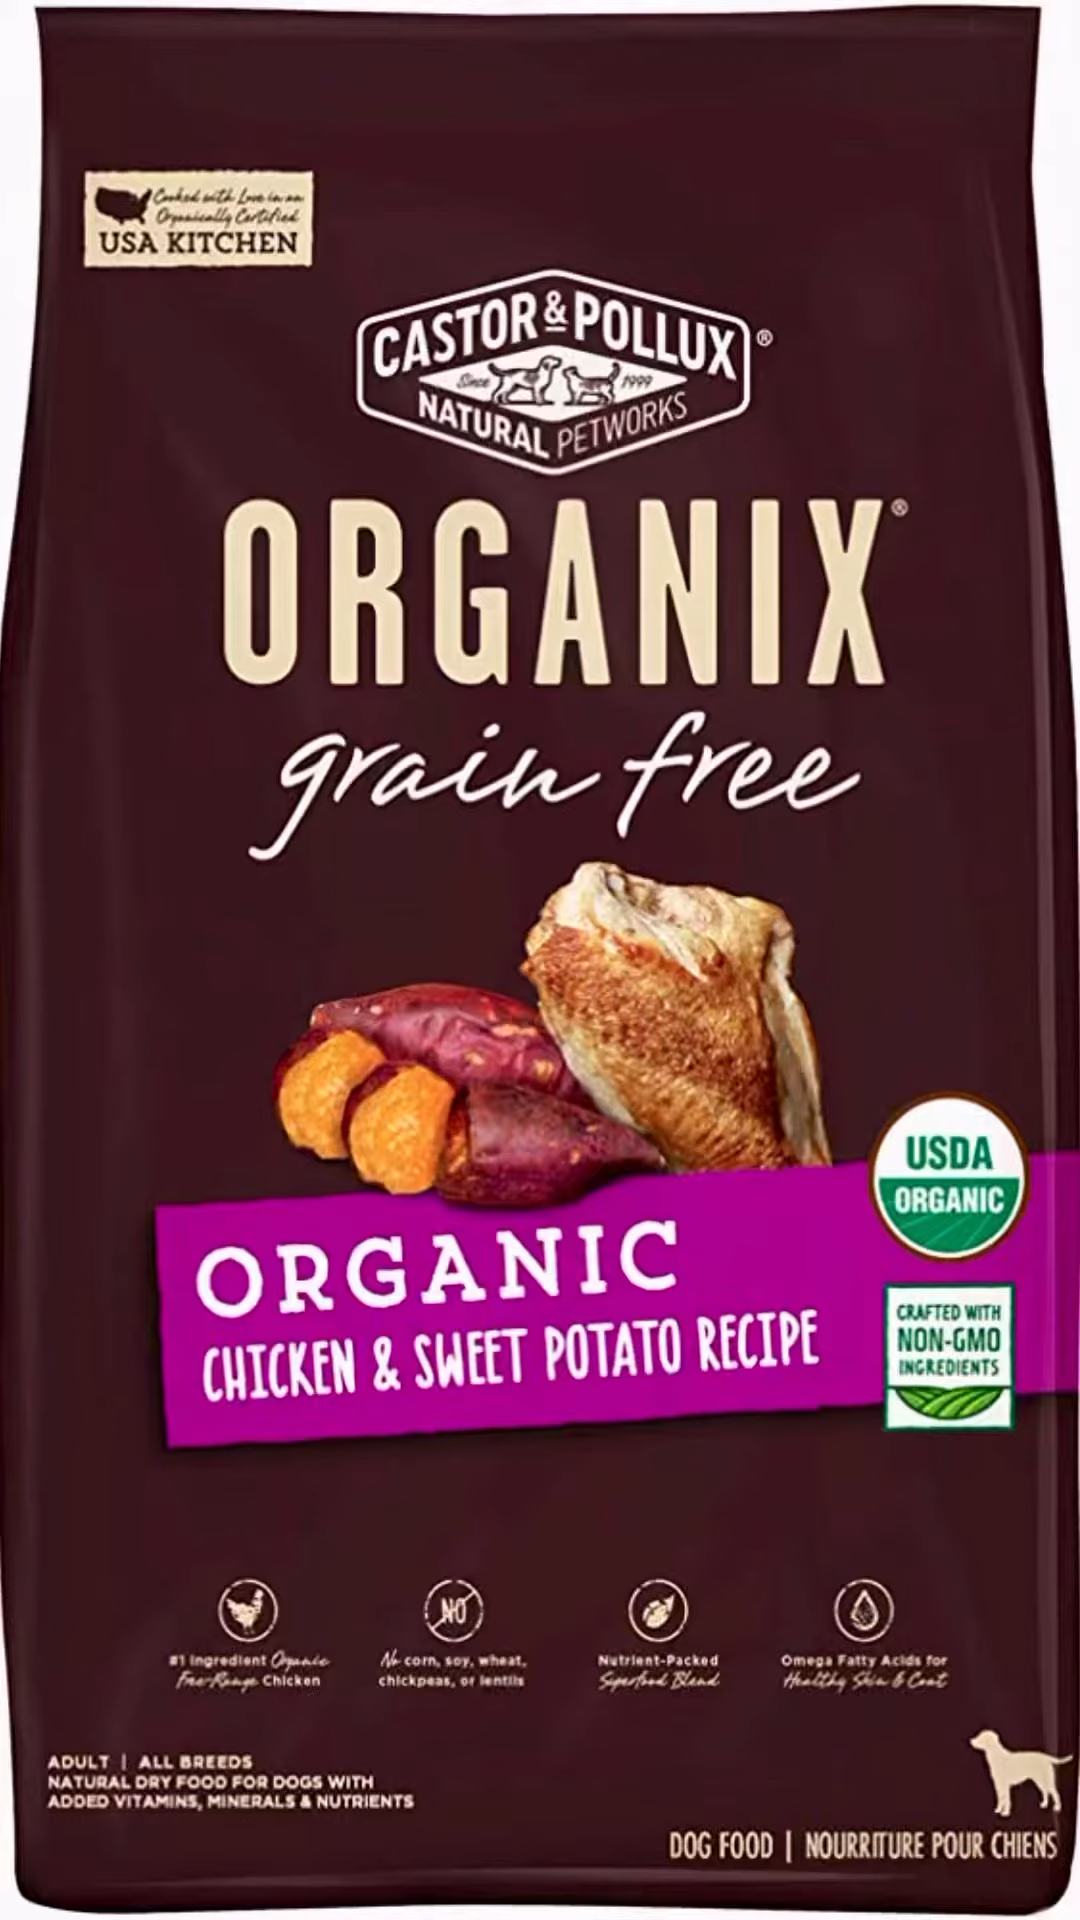 Cooked with Love in an
Organically Certified
USA KITCHEN
CASTOR & POLLUX®
Since 1999
NATURAL PETWORKS
ORGANIX®
grain free
USDA
ORGANIC
ORGANIC
CHICKEN & SWEET POTATO RECIPE
CRAFTED WITH
NON-GMO
INGREDIENTS
NO
#1 Ingredient Organic
Free-Range Chicken
No corn, soy, wheat,
chickpeas, or lentils
Nutrient-Packed
Superfood Blend
Omega Fatty Acids for
Healthy Skin & Coat
ADULT | ALL BREEDS
NATURAL DRY FOOD FOR DOGS WITH
ADDED VITAMINS, MINERALS & NUTRIENTS
DOG FOOD | NOURRITURE POUR CHIENS